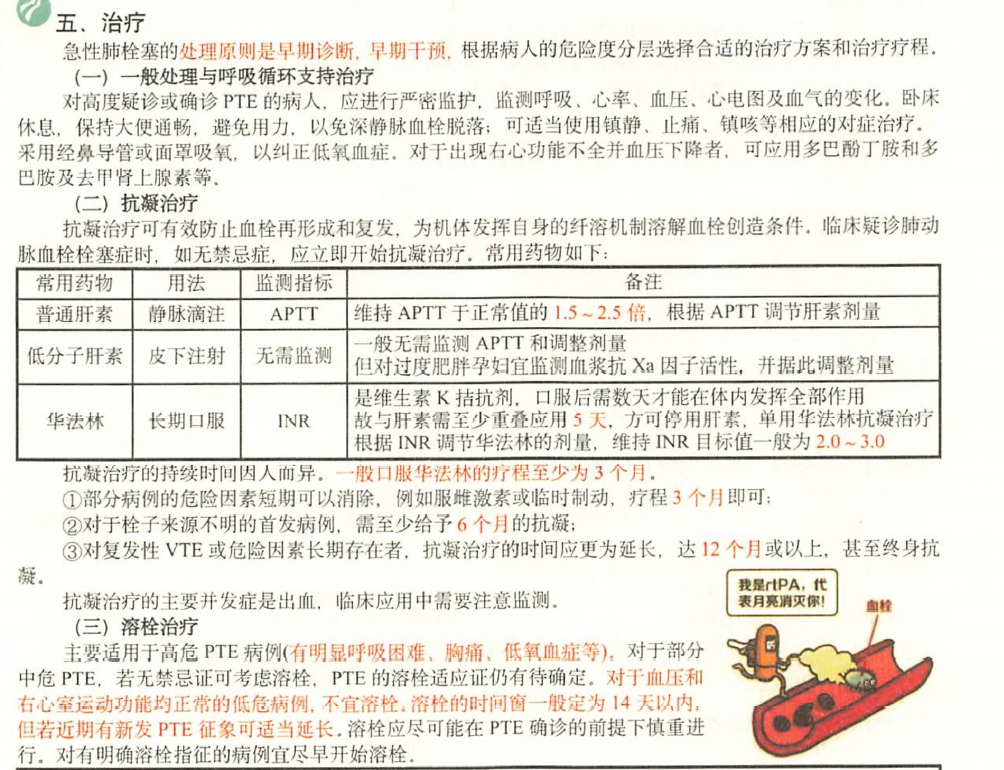 五、治疗
急性肺栓塞的处理原则是早期诊断，早期干预，根据病人的危险度分层选择合适的治疗方案和治疗疗程。
（一）一般处理与呼吸循环支持治疗
对高度疑诊或确诊 PTE 的病人，应进行严密监护，监测呼吸、心率、血压、心电图及血气的变化。卧床
休息，保持大便通畅，避免用力，以免深静脉血栓脱落；可适当使用镇静、止痛、镇咳等相应的对症治疗。
采用经鼻导管或面罩吸氧，以纠正低氧血症。对于出现右心功能不全并血压下降者，可应用多巴酚丁胺和多
巴胺及去甲肾上腺素等。
（二）抗凝治疗
抗凝治疗可有效防止血栓再形成和复发，为机体发挥自身的纤溶机制溶解血栓创造条件。临床疑诊肺动
脉血栓栓塞症时，如无禁忌症，应立即开始抗凝治疗。常用药物如下：
常用药物 用法 监测指标 备注
普通肝素 静脉滴注 APTT 维持 APTT 于正常值的 1.5～2.5 倍，根据 APTT 调节肝素剂量
低分子肝素 皮下注射 无需监测 一般无需监测 APTT 和调整剂量
但对过度肥胖孕妇宜监测血浆抗 Xa 因子活性，并据此调整剂量
华法林 长期口服 INR 是维生素 K 拮抗剂，口服后需数天才能在体内发挥全部作用
故与肝素需至少重叠应用 5 天，方可停用肝素，单用华法林抗凝治疗
根据 INR 调节华法林的剂量，维持 INR 目标值一般为 2.0～3.0
抗凝治疗的持续时间因人而异。一般口服华法林的疗程至少为 3 个月。
①部分病例的危险因素短期可以消除，例如服雌激素或临时制动，疗程 3 个月即可；
②对于栓子来源不明的首发病例，需至少给予 6 个月的抗凝；
③对复发性 VTE 或危险因素长期存在者，抗凝治疗的时间应更为延长，达 12 个月或以上，甚至终身抗
凝。
抗凝治疗的主要并发症是出血，临床应用中需要注意监测。
（三）溶栓治疗
主要适用于高危 PTE 病例(有明显呼吸困难、胸痛、低氧血症等)。对于部分
中危 PTE，若无禁忌证可考虑溶栓，PTE 的溶栓适应证仍有待确定。对于血压和
右心室运动功能均正常的低危病例，不宜溶栓。溶栓的时间窗一般定为 14 天以内，
但若近期有新发 PTE 征象可适当延长。溶栓应尽可能在 PTE 确诊的前提下慎重进
行。对有明确溶栓指征的病例宜尽早开始溶栓。
我是rtPA，代
表月亮消灭你！
血栓